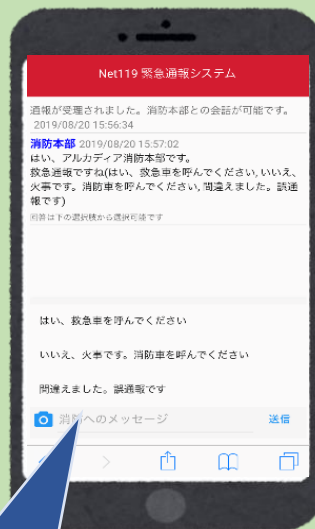 Net119 緊急通報システム
通報が受理されました。消防本部との会話が可能です。
2019/08/20 15:56:34
消防本部 2019/08/20 15:57:02
はい、アルカディア消防本部です。
救急通報ですね(はい、救急車を呼んでください, いいえ、
火事です。消防車を呼んでください, 間違えました。誤通
報です)
回答は下の選択肢から選択可能です
はい、救急車を呼んでください
いいえ、火事です。消防車を呼んでください
間違えました。誤通報です
消防へのメッセージ
送信